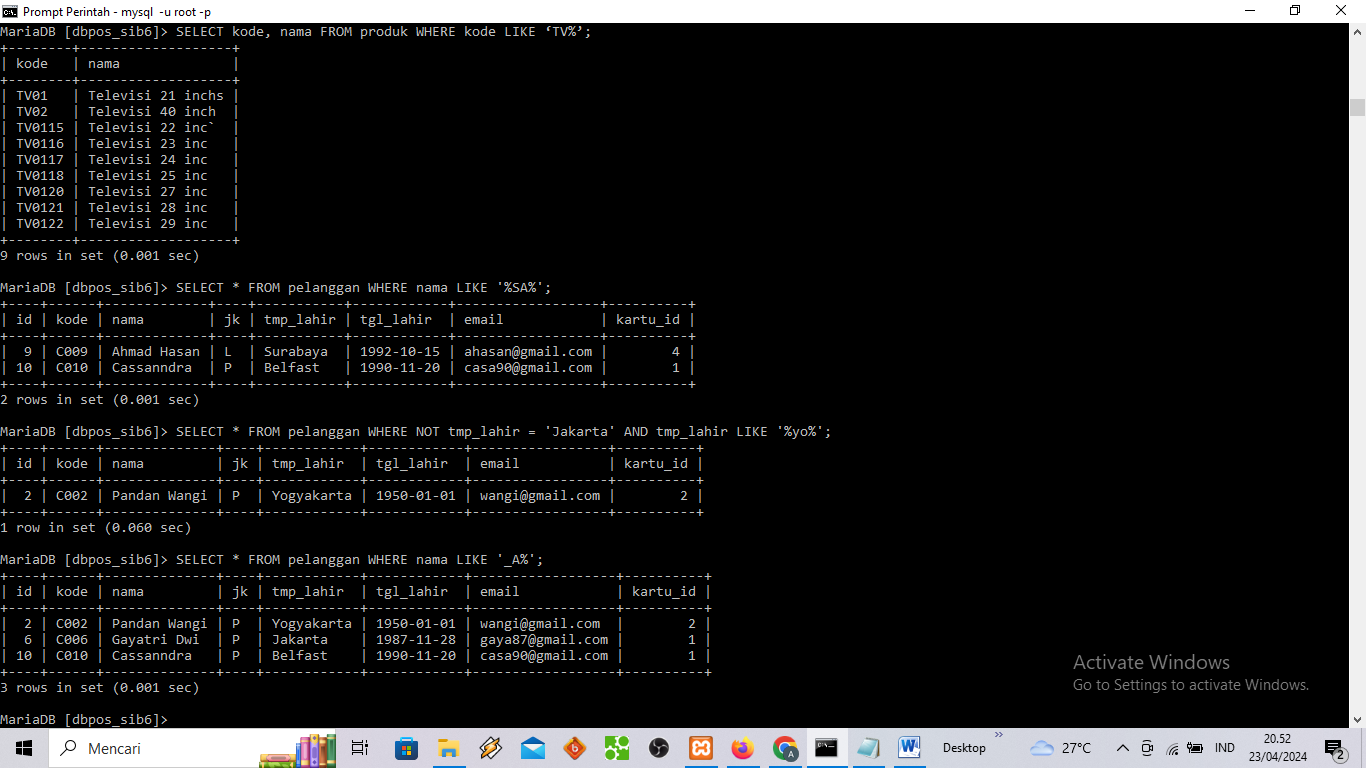 Prompt Perintah - mysql  -u root -p
MariaDB [dbpos_sib6]> SELECT kode, nama FROM produk WHERE kode LIKE ‘TV%’;
+--------+-------------------+
| kode   | nama              |
+--------+-------------------+
| TV01   | Televisi 21 inchs |
| TV02   | Televisi 40 inch  |
| TV0115 | Televisi 22 inc`  |
| TV0116 | Televisi 23 inc   |
| TV0117 | Televisi 24 inc   |
| TV0118 | Televisi 25 inc   |
| TV0120 | Televisi 27 inc   |
| TV0121 | Televisi 28 inc   |
| TV0122 | Televisi 29 inc   |
+--------+-------------------+
9 rows in set (0.001 sec)
MariaDB [dbpos_sib6]> SELECT * FROM pelanggan WHERE nama LIKE '%SA%';
+----+------+-------------+----+-----------+------------+------------------+----------+
| id | kode | nama        | jk | tmp_lahir | tgl_lahir  | email            | kartu_id |
+----+------+-------------+----+-----------+------------+------------------+----------+
|  9 | C009 | Ahmad Hasan | L  | Surabaya  | 1992-10-15 | ahasan@gmail.com |        4 |
| 10 | C010 | Cassanndra  | P  | Belfast   | 1990-11-20 | casa90@gmail.com |        1 |
+----+------+-------------+----+-----------+------------+------------------+----------+
2 rows in set (0.001 sec)
MariaDB [dbpos_sib6]> SELECT * FROM pelanggan WHERE NOT tmp_lahir = 'Jakarta' AND tmp_lahir LIKE '%yo%';
+----+------+--------------+----+------------+------------+-----------------+----------+
| id | kode | nama         | jk | tmp_lahir  | tgl_lahir  | email           | kartu_id |
+----+------+--------------+----+------------+------------+-----------------+----------+
|  2 | C002 | Pandan Wangi | P  | Yogyakarta | 1950-01-01 | wangi@gmail.com |        2 |
+----+------+--------------+----+------------+------------+-----------------+----------+
1 row in set (0.060 sec)
MariaDB [dbpos_sib6]> SELECT * FROM pelanggan WHERE nama LIKE '_A%';
+----+------+--------------+----+------------+------------+------------------+----------+
| id | kode | nama         | jk | tmp_lahir  | tgl_lahir  | email            | kartu_id |
+----+------+--------------+----+------------+------------+------------------+----------+
|  2 | C002 | Pandan Wangi | P  | Yogyakarta | 1950-01-01 | wangi@gmail.com  |        2 |
|  6 | C006 | Gayatri Dwi  | P  | Jakarta    | 1987-11-28 | gaya87@gmail.com |        1 |
| 10 | C010 | Cassanndra   | P  | Belfast    | 1990-11-20 | casa90@gmail.com |        1 |
+----+------+--------------+----+------------+------------+------------------+----------+
3 rows in set (0.001 sec)
MariaDB [dbpos_sib6]>
Activate Windows
Go to Settings to activate Windows.
Mencari
Desktop
27°C
IND
20.52
23/04/2024
2